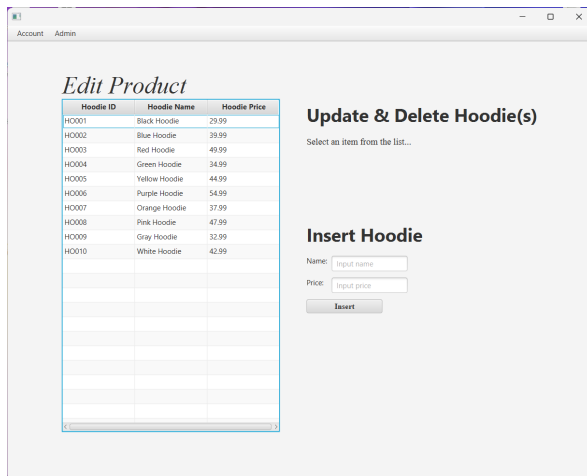 Account Admin
Edit Product
Hoodie ID Hoodie Name Hoodie Price
HO001 Black Hoodie 29.99
HO002 Blue Hoodie 39.99
HO003 Red Hoodie 49.99
HO004 Green Hoodie 34.99
HO005 Yellow Hoodie 44.99
HO006 Purple Hoodie 54.99
HO007 Orange Hoodie 37.99
HO008 Pink Hoodie 47.99
HO009 Gray Hoodie 32.99
HO010 White Hoodie 42.99
Update & Delete Hoodie(s)
Select an item from the list...
Insert Hoodie
Name: Input name
Price: Input price
Insert